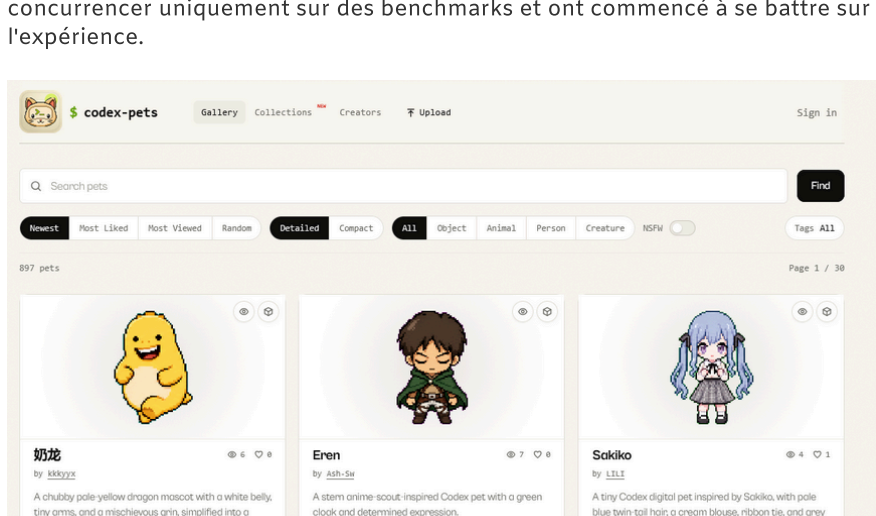 concurrencer uniquement sur des benchmarks et ont commencé à se battre sur
l'expérience.
$ codex-pets
Gallery
Collections NEW
Creators
Upload
Sign in
Search pets
Find
Newest
Most Liked
Most Viewed
Random
Detailed
Compact
All
Object
Animal
Person
Creature
NSFW
Tags All
897 pets
Page 1 / 30
奶龙
6
0
by kkkyyx
A chubby pale-yellow dragon mascot with a white belly,
tiny arms, and a mischievous grin, simplified into a
Eren
7
0
by Ash-Sw
A stern anime-scout-inspired Codex pet with a green
cloak and determined expression.
Sakiko
4
1
by LILI
A tiny Codex digital pet inspired by Sakiko, with pale
blue twin-tail hair, a cream blouse, ribbon tie, and grey